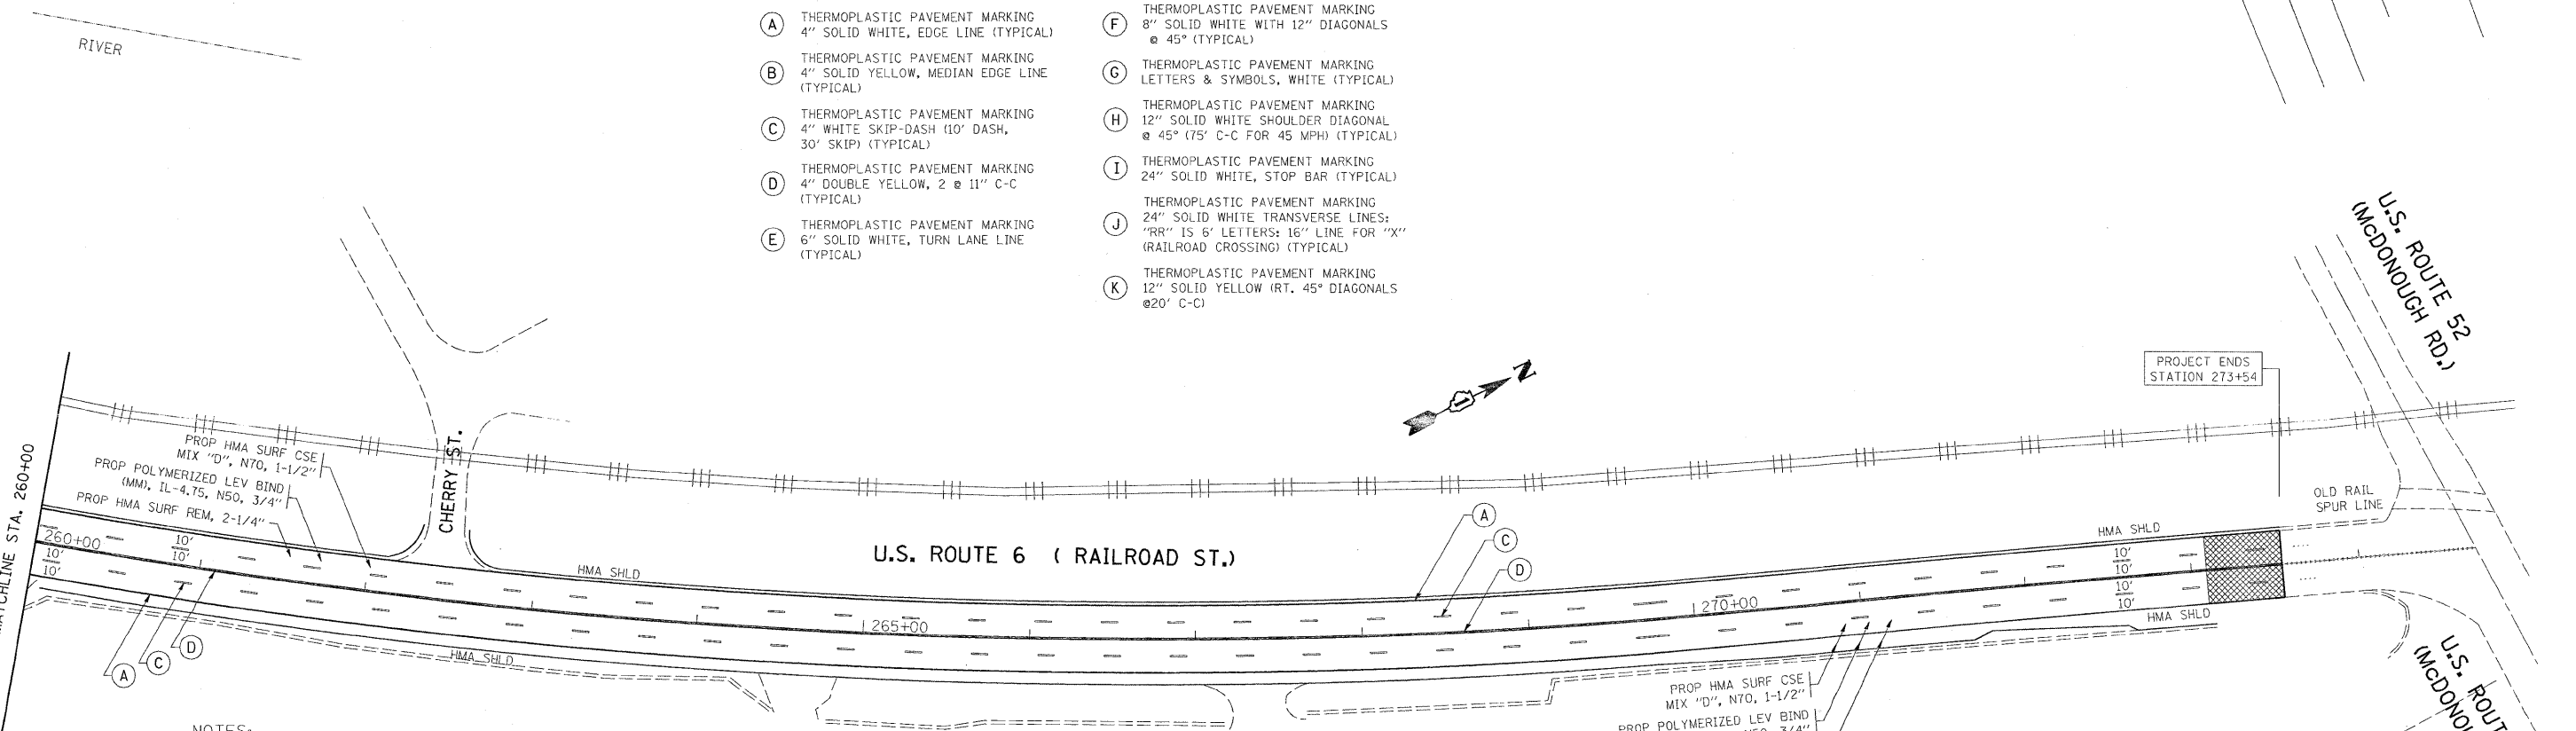 RIVER
(A) THERMOPLASTIC PAVEMENT MARKING
4" SOLID WHITE, EDGE LINE (TYPICAL)
(B) THERMOPLASTIC PAVEMENT MARKING
4" SOLID YELLOW, MEDIAN EDGE LINE
(TYPICAL)
(C) THERMOPLASTIC PAVEMENT MARKING
4" WHITE SKIP-DASH (10' DASH,
30' SKIP) (TYPICAL)
(D) THERMOPLASTIC PAVEMENT MARKING
4" DOUBLE YELLOW, 2 @ 11" C-C
(TYPICAL)
(E) THERMOPLASTIC PAVEMENT MARKING
6" SOLID WHITE, TURN LANE LINE
(TYPICAL)
(F) THERMOPLASTIC PAVEMENT MARKING
8" SOLID WHITE WITH 12" DIAGONALS
@ 45° (TYPICAL)
(G) THERMOPLASTIC PAVEMENT MARKING
LETTERS & SYMBOLS, WHITE (TYPICAL)
(H) THERMOPLASTIC PAVEMENT MARKING
12" SOLID WHITE SHOULDER DIAGONAL
@ 45° (75' C-C FOR 45 MPH) (TYPICAL)
(I) THERMOPLASTIC PAVEMENT MARKING
24" SOLID WHITE, STOP BAR (TYPICAL)
(J) THERMOPLASTIC PAVEMENT MARKING
24" SOLID WHITE TRANSVERSE LINES:
"RR" IS 6' LETTERS: 16" LINE FOR "X"
(RAILROAD CROSSING) (TYPICAL)
(K) THERMOPLASTIC PAVEMENT MARKING
12" SOLID YELLOW (RT. 45° DIAGONALS
@20' C-C)
U.S. ROUTE 52
(McDONOUGH RD.)
PROJECT ENDS
STATION 273+54
N
MATCHLINE STA. 260+00
PROP HMA SURF CSE
MIX "D", N70, 1-1/2"
PROP POLYMERIZED LEV BIND
(MM), IL-4.75, N50, 3/4"
PROP HMA SURF REM, 2-1/4"
CHERRY ST.
OLD RAIL
SPUR LINE
260+00
10'
10'
10'
10'
HMA SHLD
U.S. ROUTE 6 ( RAILROAD ST.)
A
C
D
HMA SHLD
10'
10'
10'
10'
270+00
265+00
HMA SHLD
HMA SHLD
A
C
D
PROP HMA SURF CSE
MIX "D", N70, 1-1/2"
PROP POLYMERIZED LEV BIND
3/4"
U.S. ROUT
NOTES: